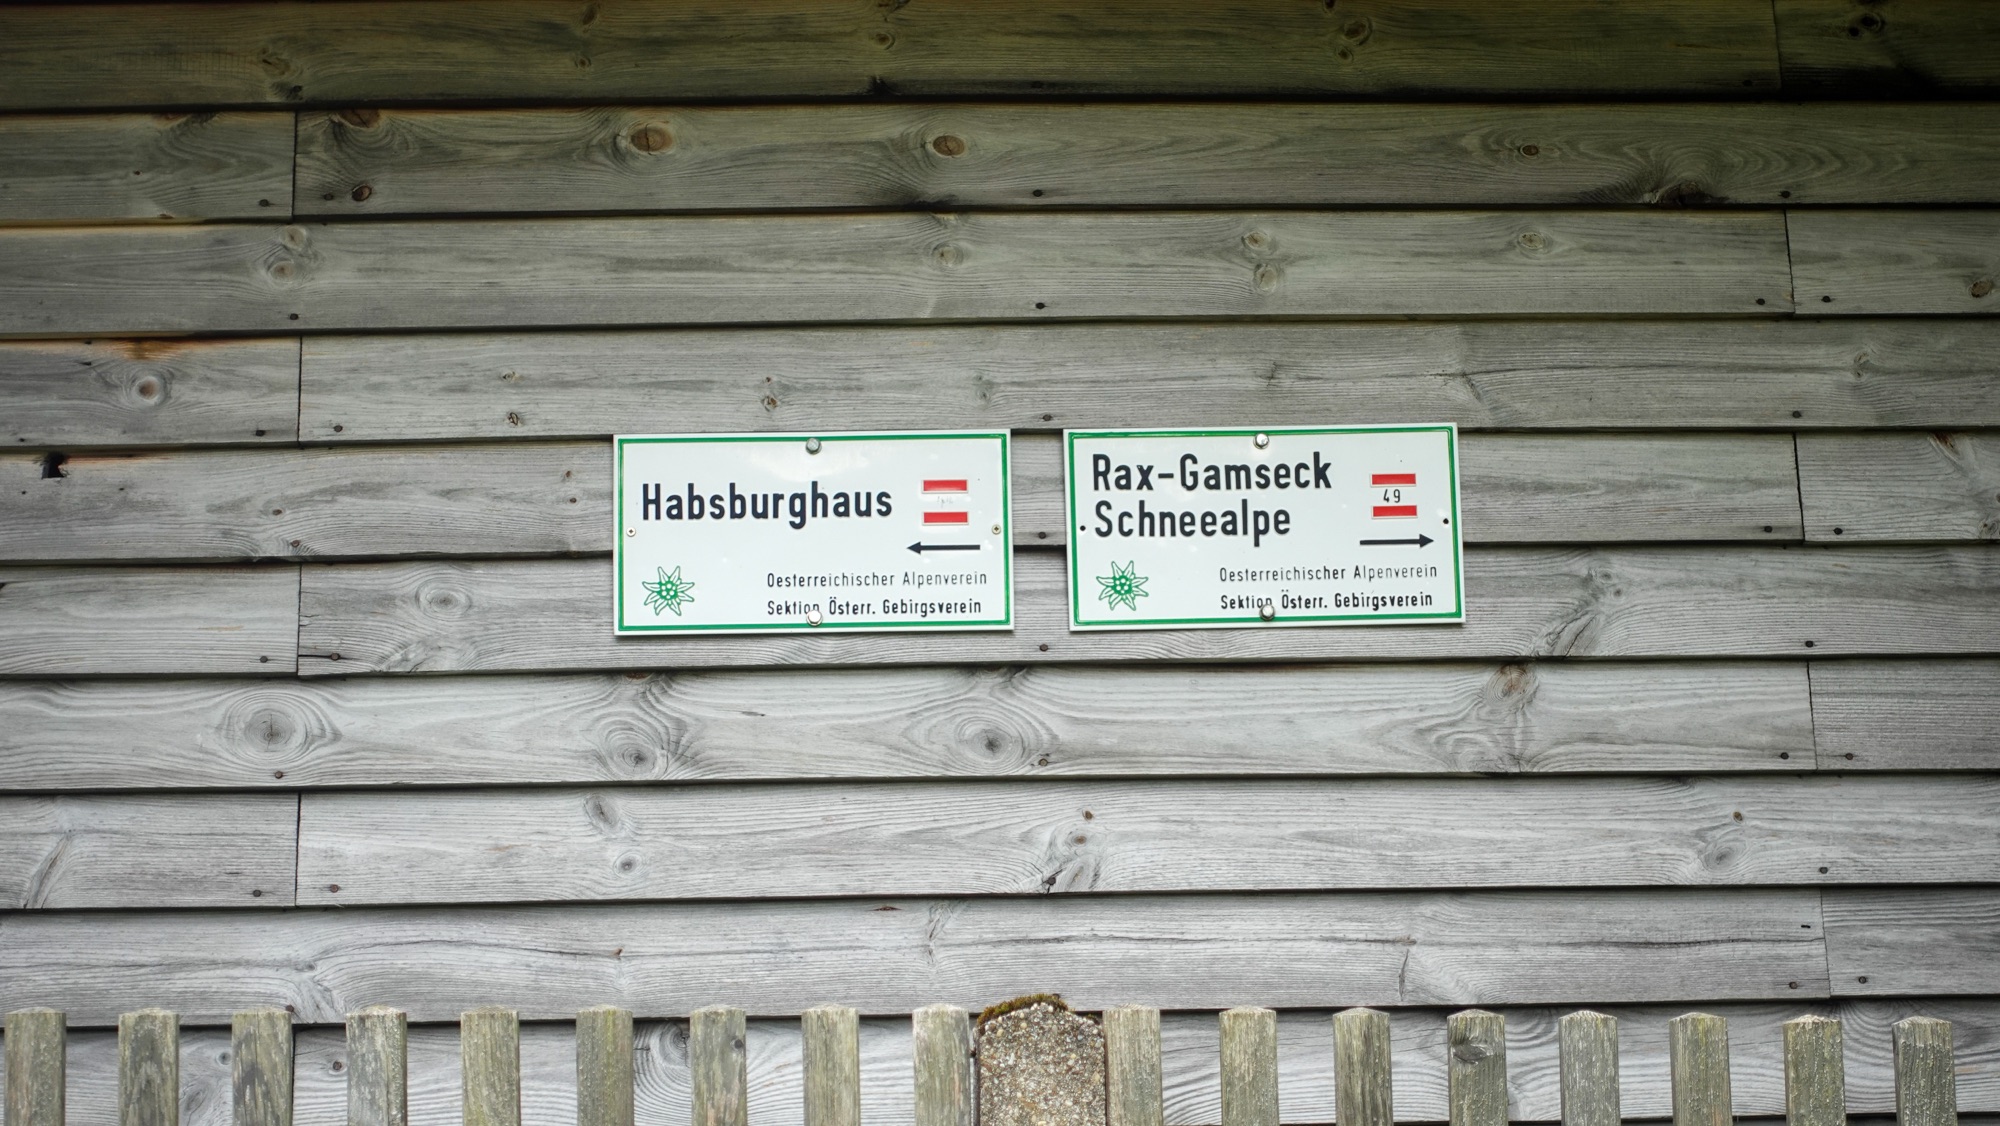 Habsburghaus
Oesterreichischer Alpenverein
Sektion Österr. Gebirgsverein
Rax-Gamseck
49
Schneealpe
Oesterreichischer Alpenverein
Sektion Österr. Gebirgsverein